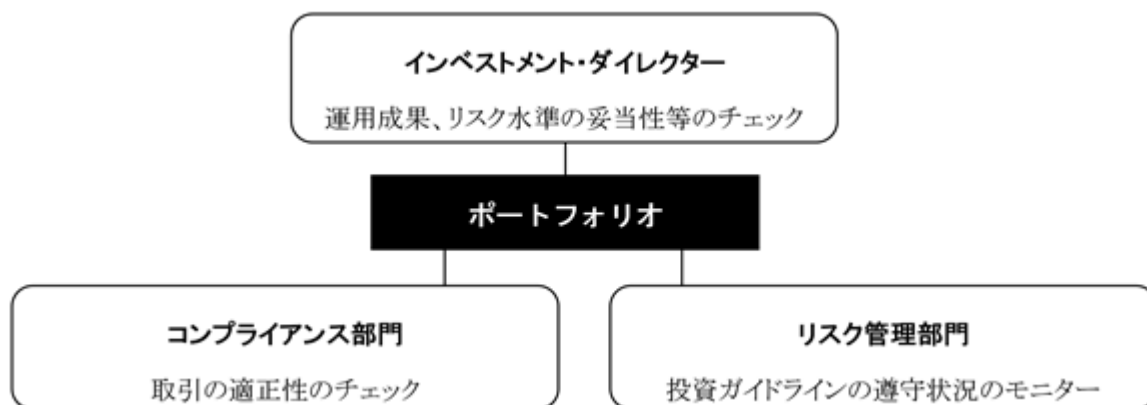 インベストメント・ダイレクター
運用成果、リスク水準の妥当性等のチェック
ポートフォリオ
コンプライアンス部門
取引の適正性のチェック
リスク管理部門
投資ガイドラインの遵守状況のモニター